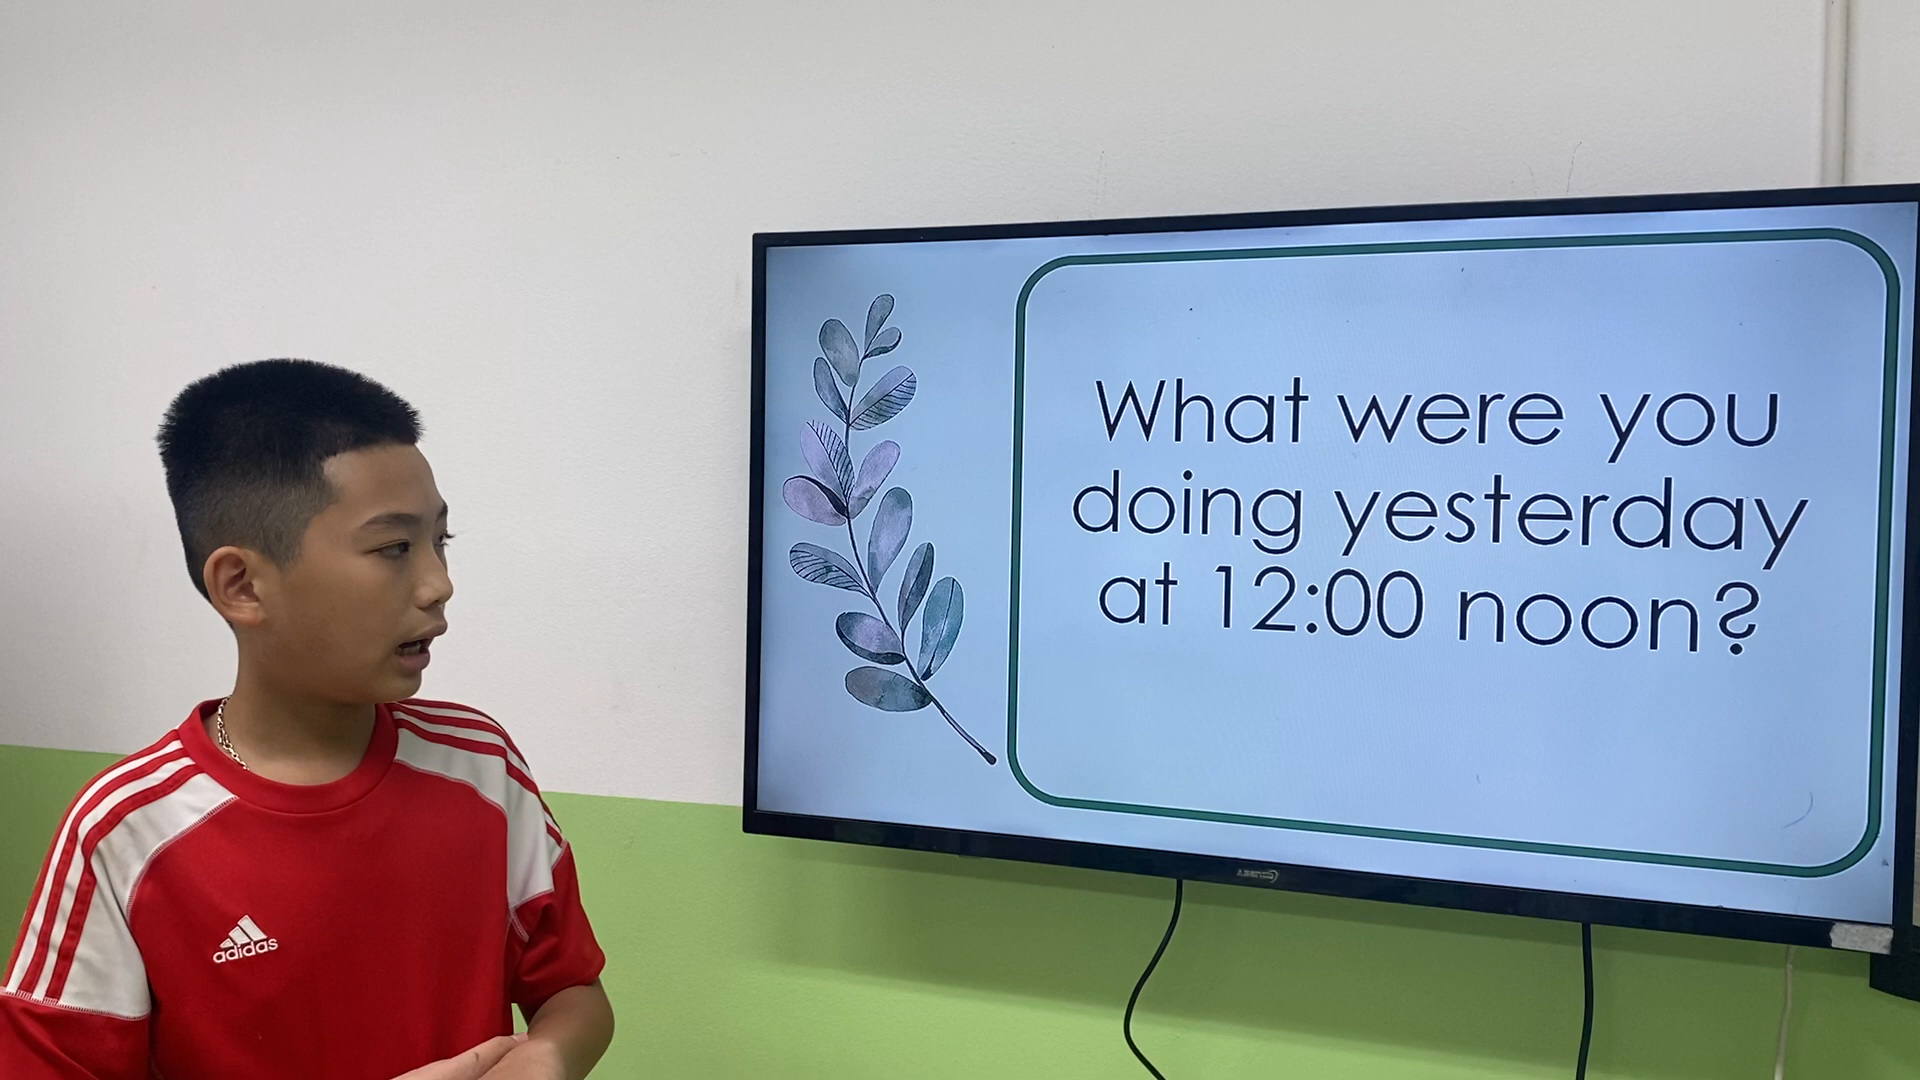 What were you
doing yesterday
at 12:00 noon?
adidas